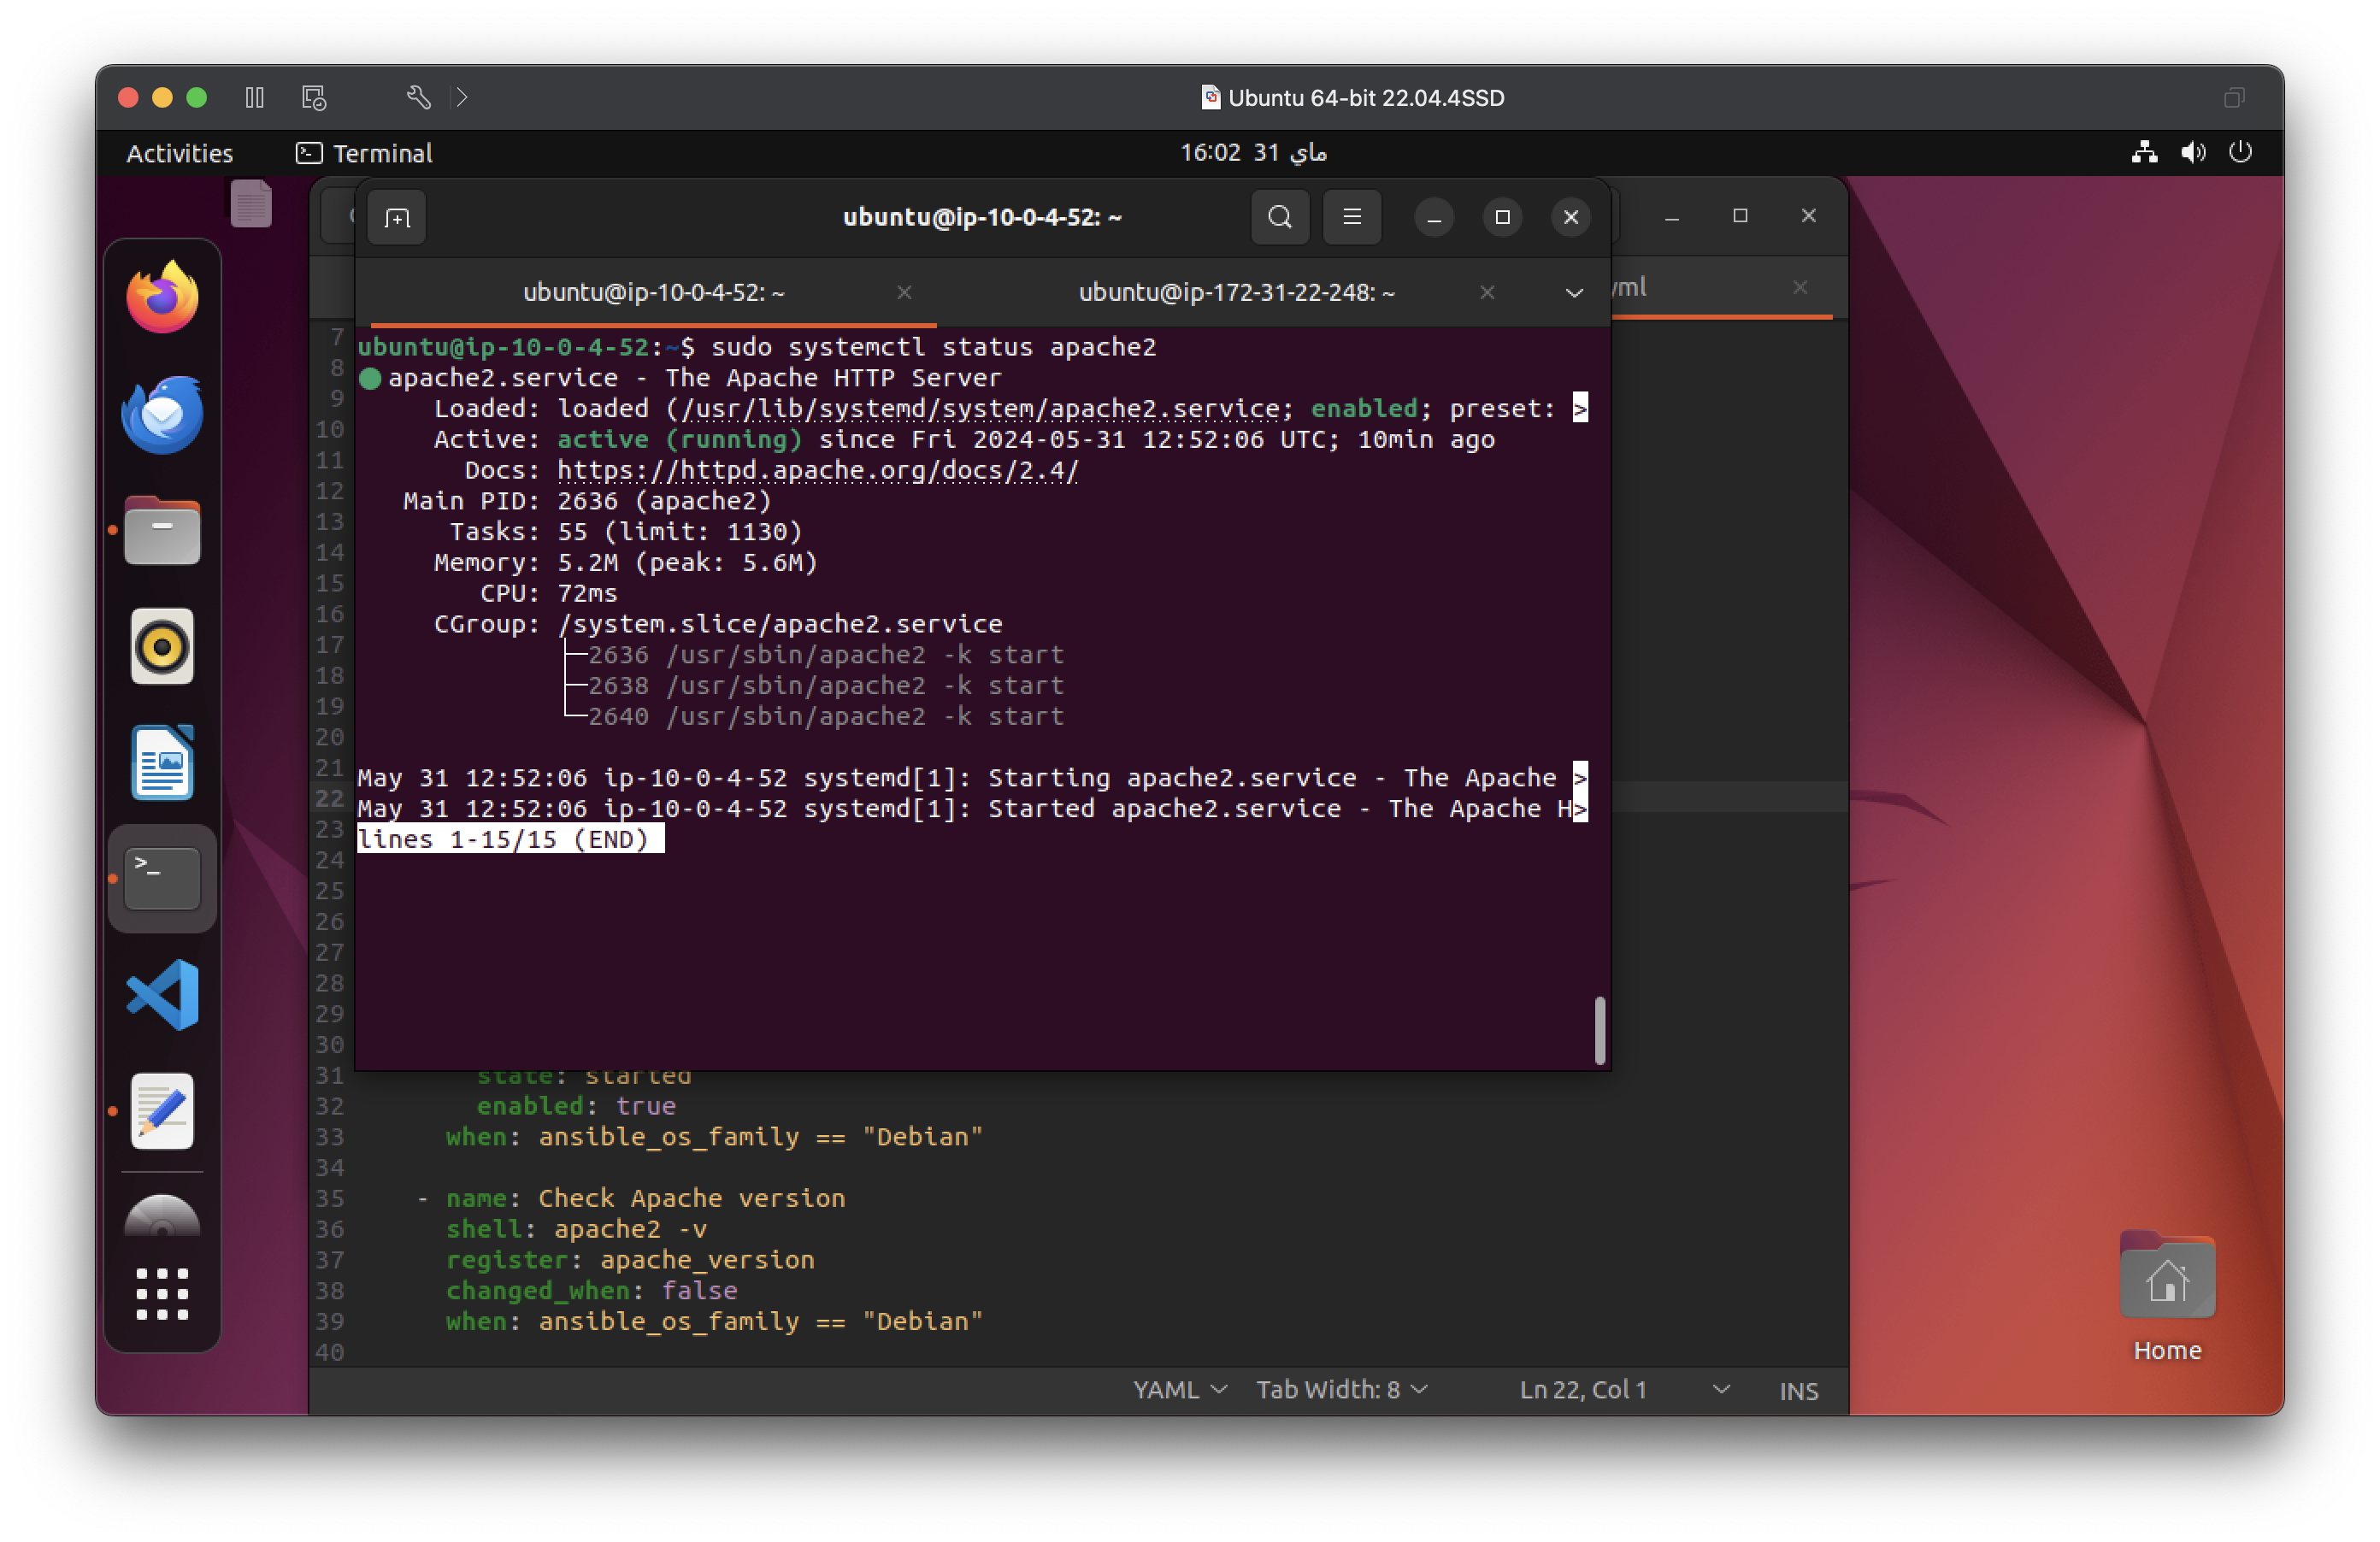 Ubuntu 64-bit 22.04.4SSD
Activities
Terminal
16:02 31 ماي
ubuntu@ip-10-0-4-52: ~
ubuntu@ip-10-0-4-52: ~
ubuntu@ip-172-31-22-248: ~
yml
ubuntu@ip-10-0-4-52:~$ sudo systemctl status apache2
apache2.service - The Apache HTTP Server
Loaded: loaded (/usr/lib/systemd/system/apache2.service; enabled; preset: >
Active: active (running) since Fri 2024-05-31 12:52:06 UTC; 10min ago
Docs: https://httpd.apache.org/docs/2.4/
Main PID: 2636 (apache2)
Tasks: 55 (limit: 1130)
Memory: 5.2M (peak: 5.6M)
CPU: 72ms
CGroup: /system.slice/apache2.service
├─2636 /usr/sbin/apache2 -k start
├─2638 /usr/sbin/apache2 -k start
└─2640 /usr/sbin/apache2 -k start
May 31 12:52:06 ip-10-0-4-52 systemd[1]: Starting apache2.service - The Apache >
May 31 12:52:06 ip-10-0-4-52 systemd[1]: Started apache2.service - The Apache H>
lines 1-15/15 (END)
7
8
9
10
11
12
13
14
15
16
17
18
19
20
21
22
23
24
25
26
27
28
29
30
31 state: started
32 enabled: true
33 when: ansible_os_family == "Debian"
34
35 - name: Check Apache version
36 shell: apache2 -v
37 register: apache_version
38 changed_when: false
39 when: ansible_os_family == "Debian"
40
YAML
Tab Width: 8
Ln 22, Col 1
INS
Home